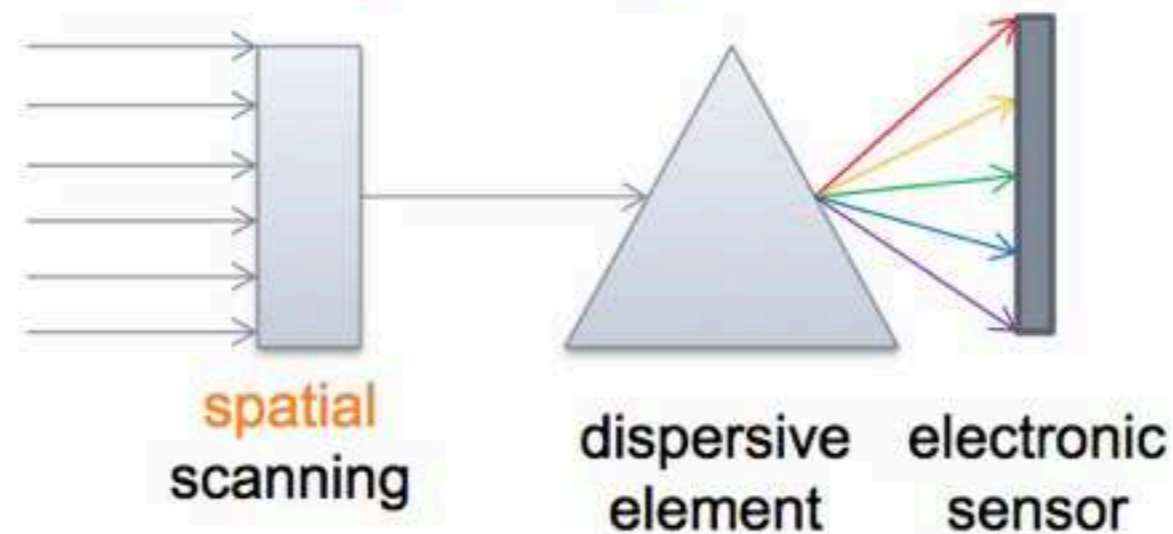 spatial
scanning
dispersive
element
electronic
sensor